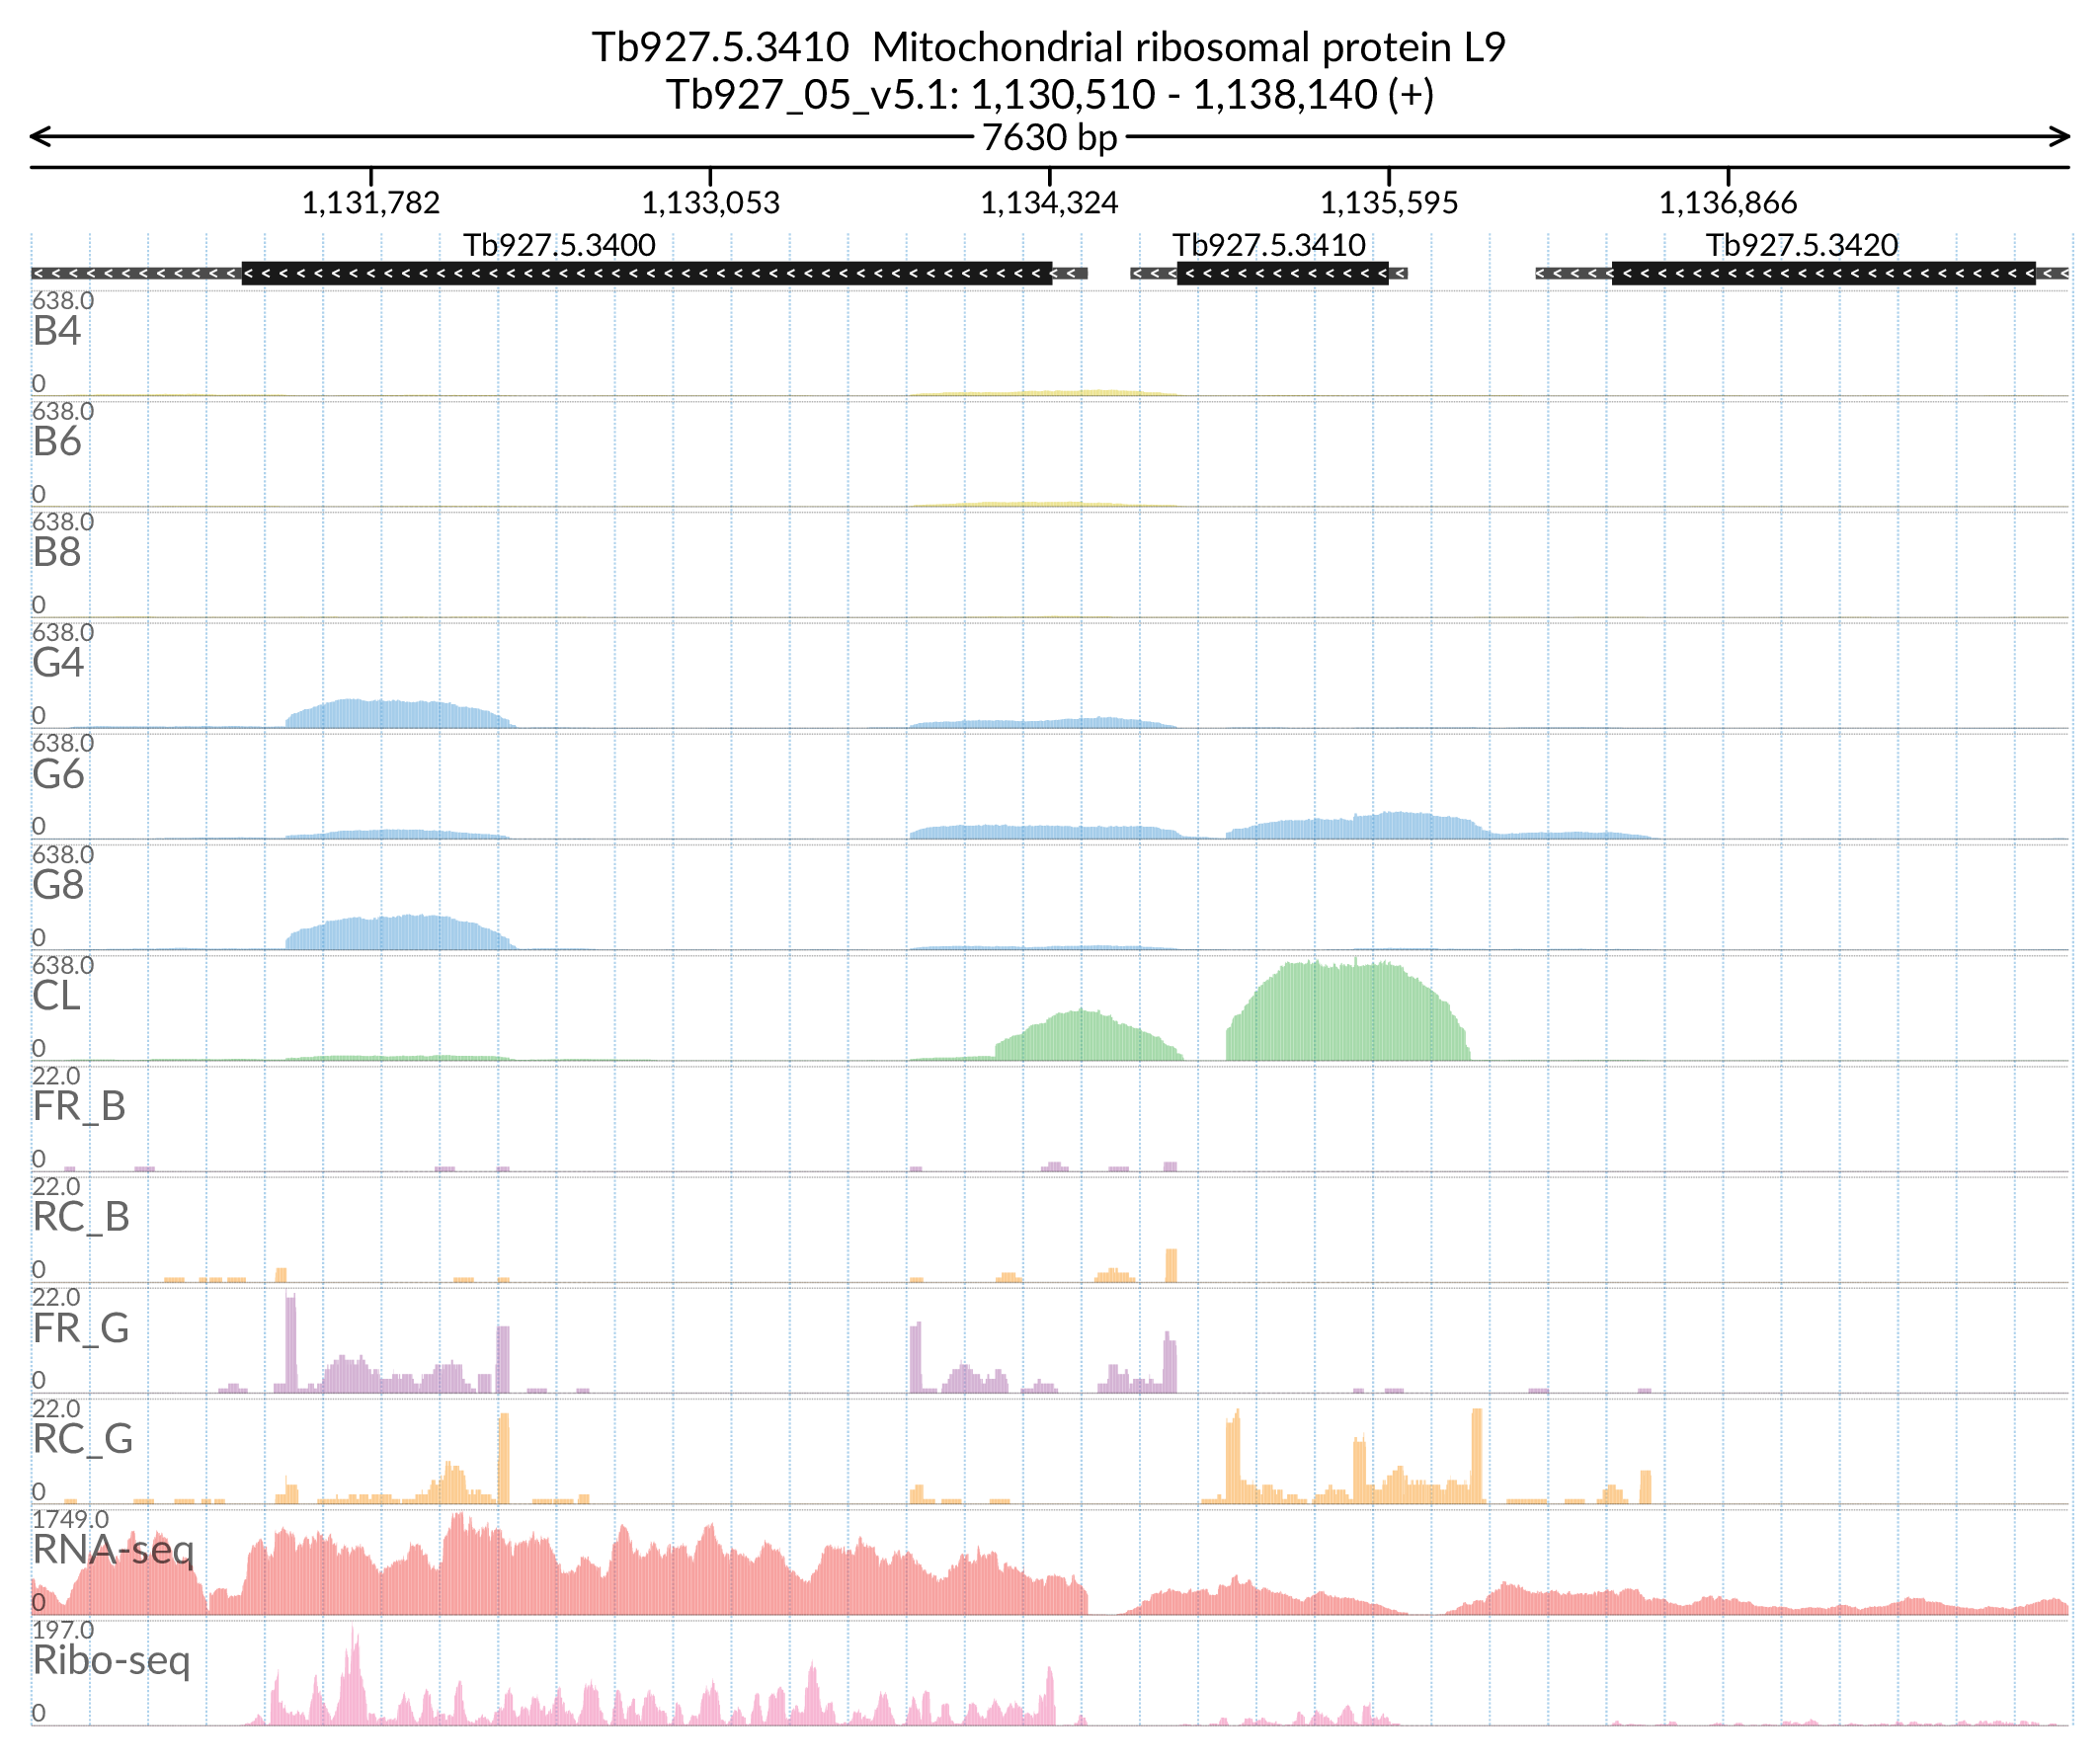 Tb927.5.3410 Mitochondrial ribosomal protein L9
Tb927_05_v5.1: 1,130,510 - 1,138,140 (+)
7630 bp
1,131,782 1,133,053 1,134,324 1,135,595 1,136,866
Tb927.5.3400 Tb927.5.3410 Tb927.5.3420
638.0
B4
0
638.0
B6
0
638.0
B8
0
638.0
G4
0
638.0
G6
0
638.0
G8
0
638.0
CL
0
22.0
FR_B
0
22.0
RC_B
0
22.0
FR_G
0
22.0
RC_G
0
1749.0
RNA-seq
0
197.0
Ribo-seq
0